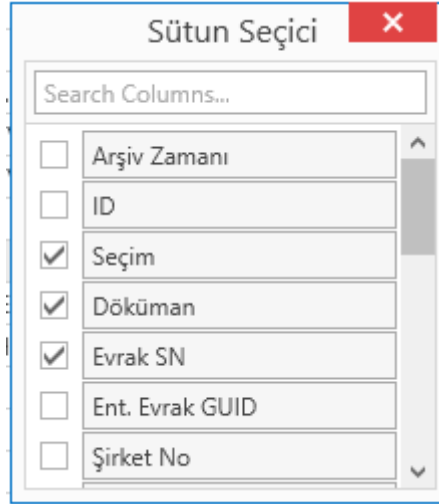 Sütun Seçici
Search Columns...
Arşiv Zamanı
ID
Seçim
Döküman
Evrak SN
Ent. Evrak GUID
Şirket No